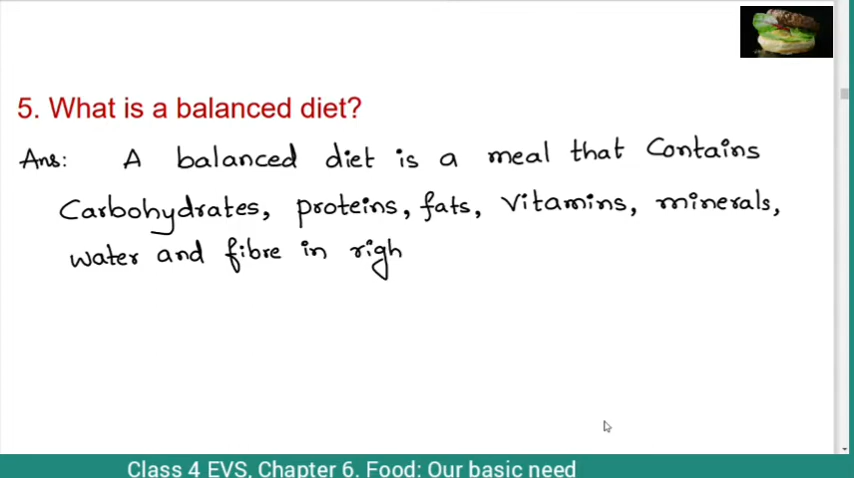 5. What is a balanced diet?
Ans: A balanced diet is a meal that Contains
Carbohydrates, proteins, fats, Vitamins, minerals,
water and fibre in righ
Class 4 EVS, Chapter 6. Food: Our basic need